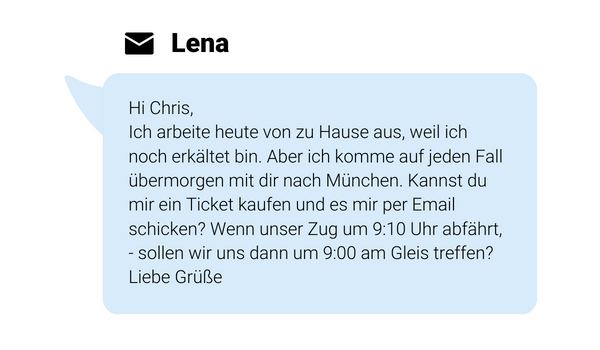 Lena
Hi Chris,
Ich arbeite heute von zu Hause aus, weil ich
noch erkältet bin. Aber ich komme auf jeden Fall
übermorgen mit dir nach München. Kannst du
mir ein Ticket kaufen und es mir per Email
schicken? Wenn unser Zug um 9:10 Uhr abfährt,
- sollen wir uns dann um 9:00 am Gleis treffen?
Liebe Grüße